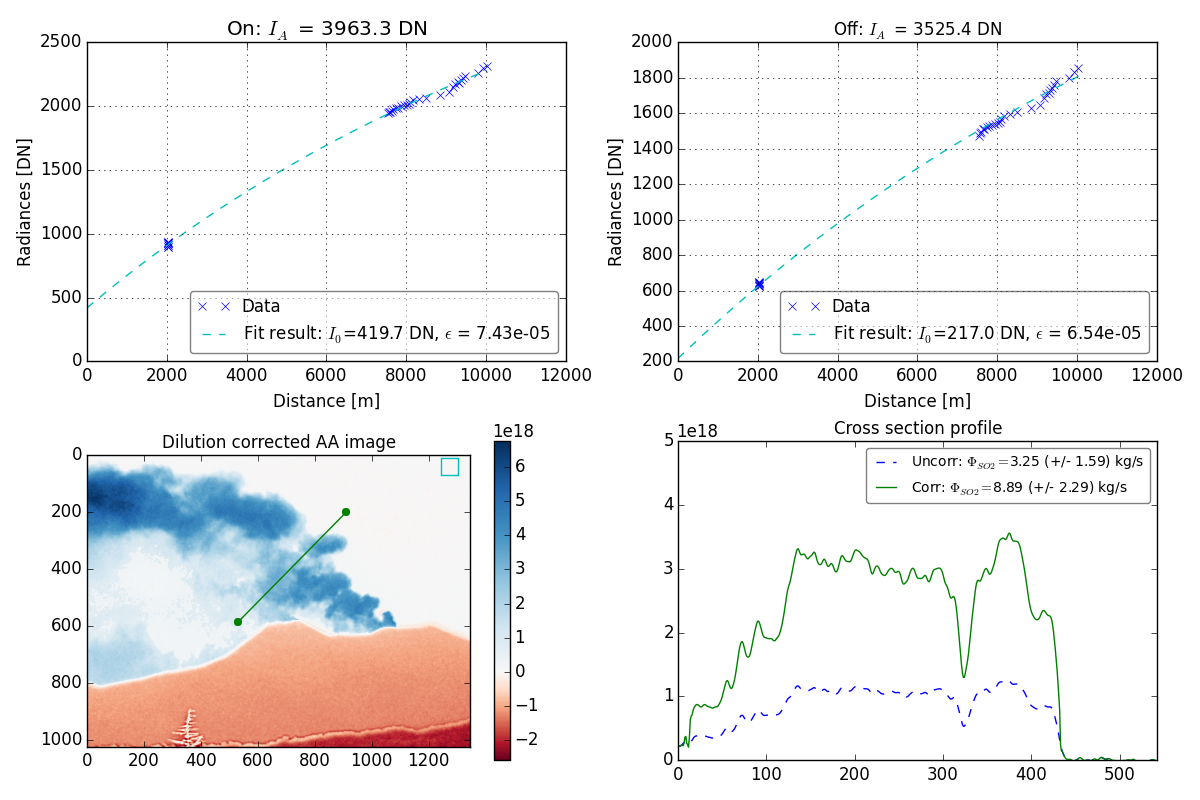 On: I_A = 3963.3 DN
2500
2000
1500
1000
500
0
Radiances [DN]
Data
Fit result: I_0=419.7 DN, ϵ = 7.43e-05
0 2000 4000 6000 8000 10000 12000
Distance [m]
Off: I_A = 3525.4 DN
2000
1800
1600
1400
1200
1000
800
600
400
200
Radiances [DN]
Data
Fit result: I_0=217.0 DN, ϵ = 6.54e-05
0 2000 4000 6000 8000 10000 12000
Distance [m]
Dilution corrected AA image
0
200
400
600
800
1000
0 200 400 600 800 1000 1200
1e18
6
5
4
3
2
1
0
−1
−2
Cross section profile
1e18
5
4
3
2
1
0
Uncorr: Φ_SO2=3.25 (+/- 1.59) kg/s
Corr: Φ_SO2=8.89 (+/- 2.29) kg/s
0 100 200 300 400 500